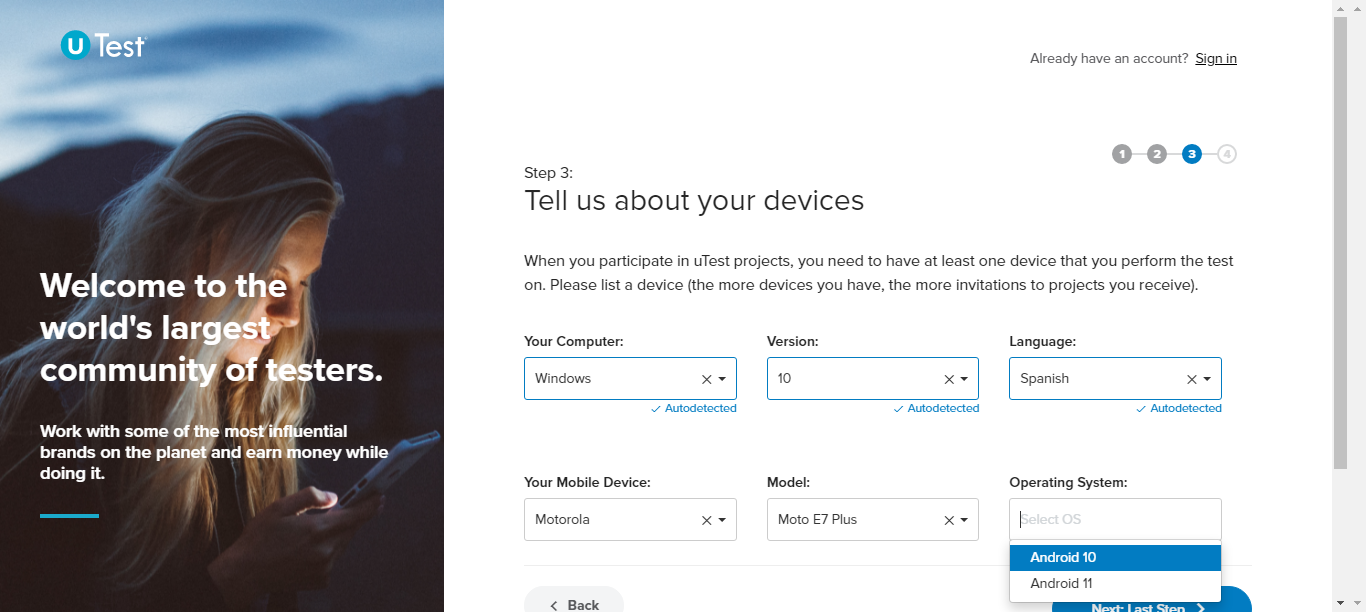 uTest
Already have an account? Sign in
1 2 3 4
Step 3:
Tell us about your devices
When you participate in uTest projects, you need to have at least one device that you perform the test
on. Please list a device (the more devices you have, the more invitations to projects you receive).
Your Computer: Version: Language:
Windows 10 Spanish
Autodetected Autodetected Autodetected
Your Mobile Device: Model: Operating System:
Motorola Moto E7 Plus Select OS
Android 10
Android 11
Back Next: Last Step
Welcome to the
world's largest
community of testers.
Work with some of the most influential
brands on the planet and earn money while
doing it.